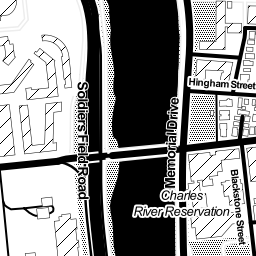 Hingham Street
Soldiers Field Road
Memorial Drive
Charles
River Reservation
Blackstone Street